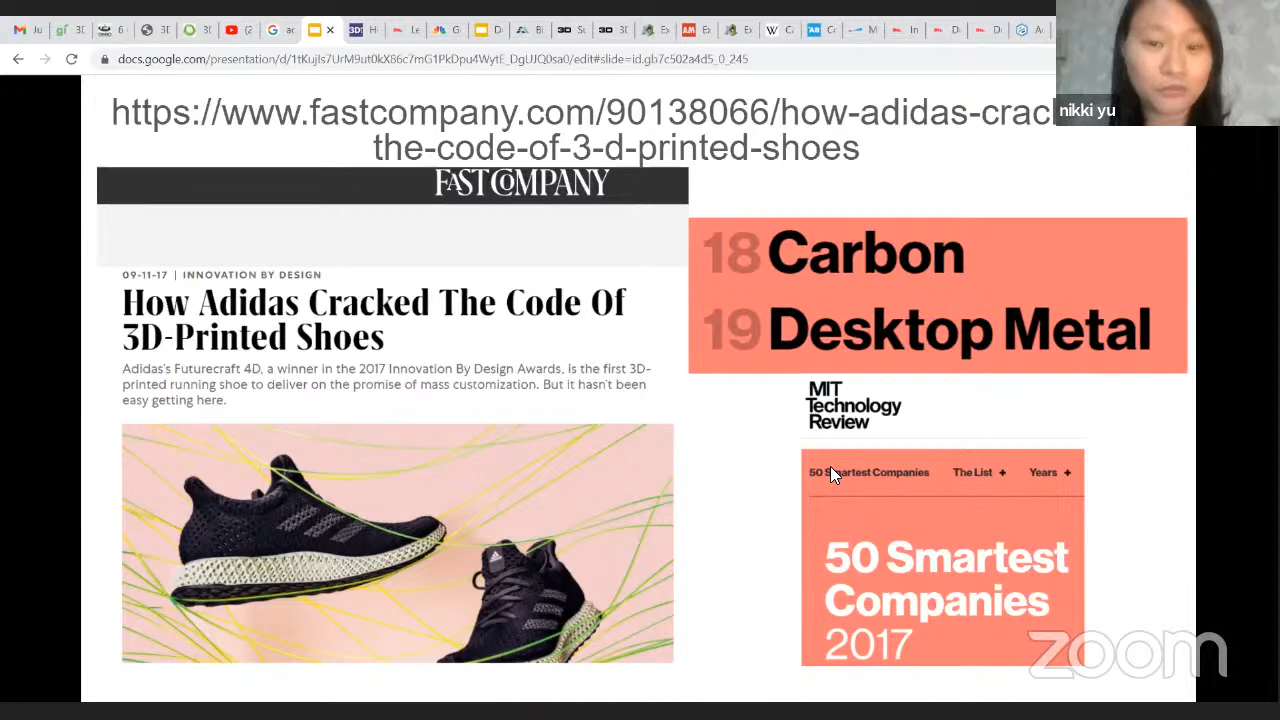 docs.google.com/presentation/d/1tKujIs7UrM9ut0kX86c7mG1PkDpu4WytE_DgUJQ0sa0/edit#slide=id.gb7c502a4d5_0_245
nikki yu
https://www.fastcompany.com/90138066/how-adidas-crac
the-code-of-3-d-printed-shoes
FAST COMPANY
09-11-17 | INNOVATION BY DESIGN
How Adidas Cracked The Code Of
3D-Printed Shoes
Adidas's Futurecraft 4D, a winner in the 2017 Innovation By Design Awards, is the first 3D-
printed running shoe to deliver on the promise of mass customization. But it hasn't been
easy getting here.
18 Carbon
19 Desktop Metal
MIT
Technology
Review
50 Smartest Companies The List + Years +
50 Smartest
Companies
2017
zoom